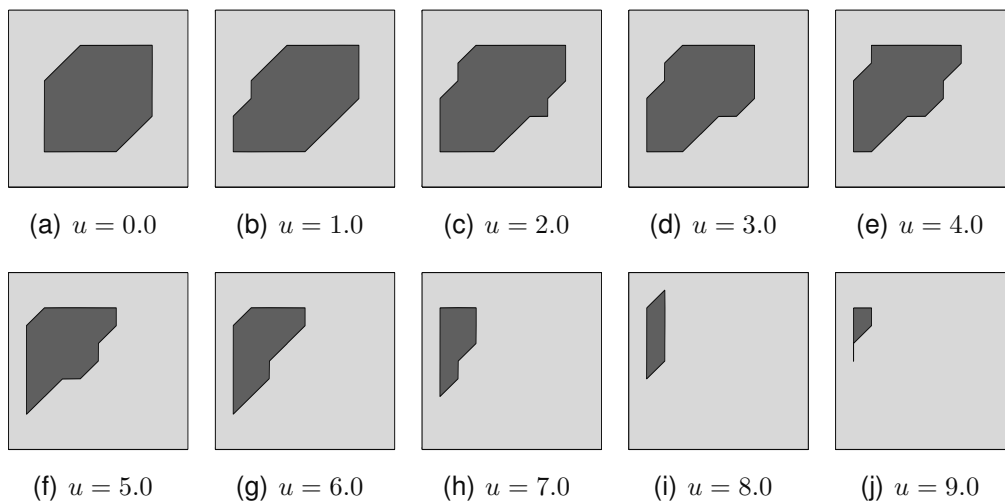 (a) u = 0.0 (b) u = 1.0 (c) u = 2.0 (d) u = 3.0 (e) u = 4.0
(f) u = 5.0 (g) u = 6.0 (h) u = 7.0 (i) u = 8.0 (j) u = 9.0